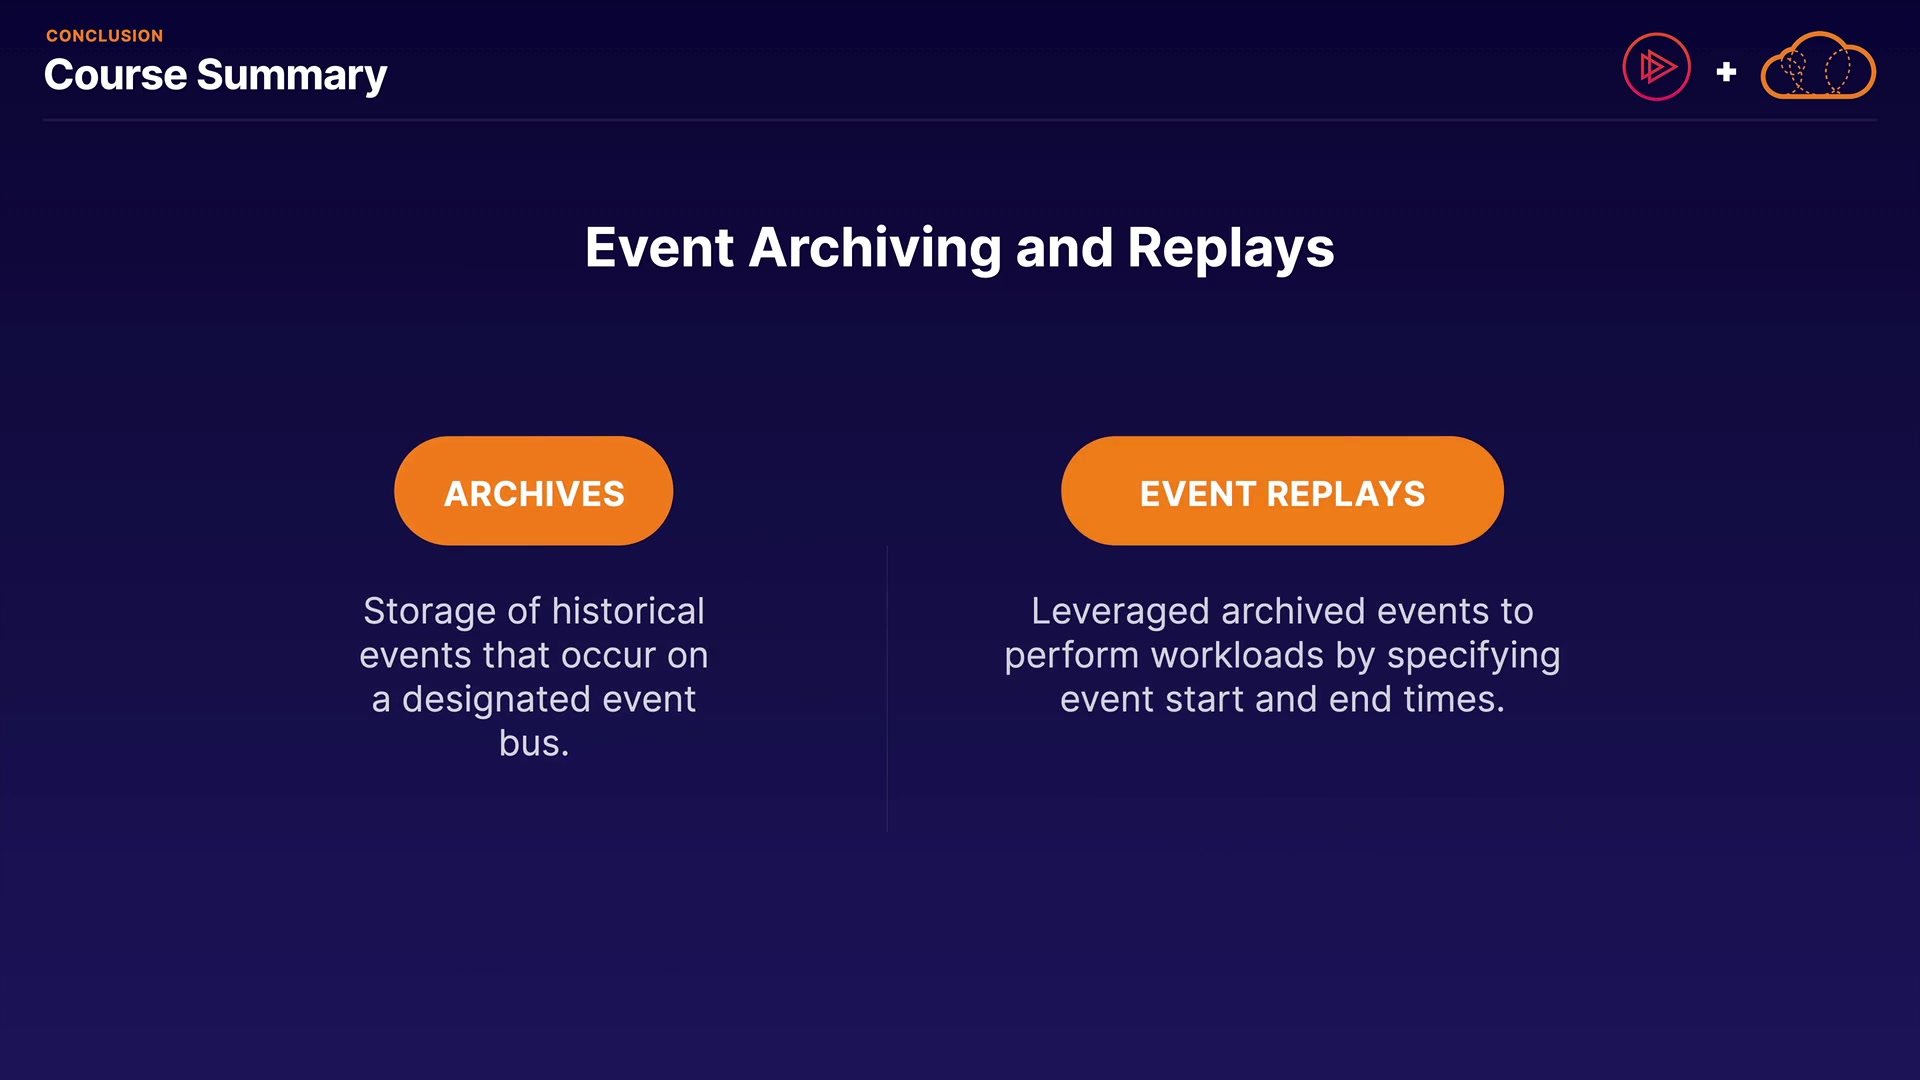 CONCLUSION
Course Summary
Event Archiving and Replays
ARCHIVES
Storage of historical
events that occur on
a designated event
bus.
EVENT REPLAYS
Leveraged archived events to
perform workloads by specifying
event start and end times.